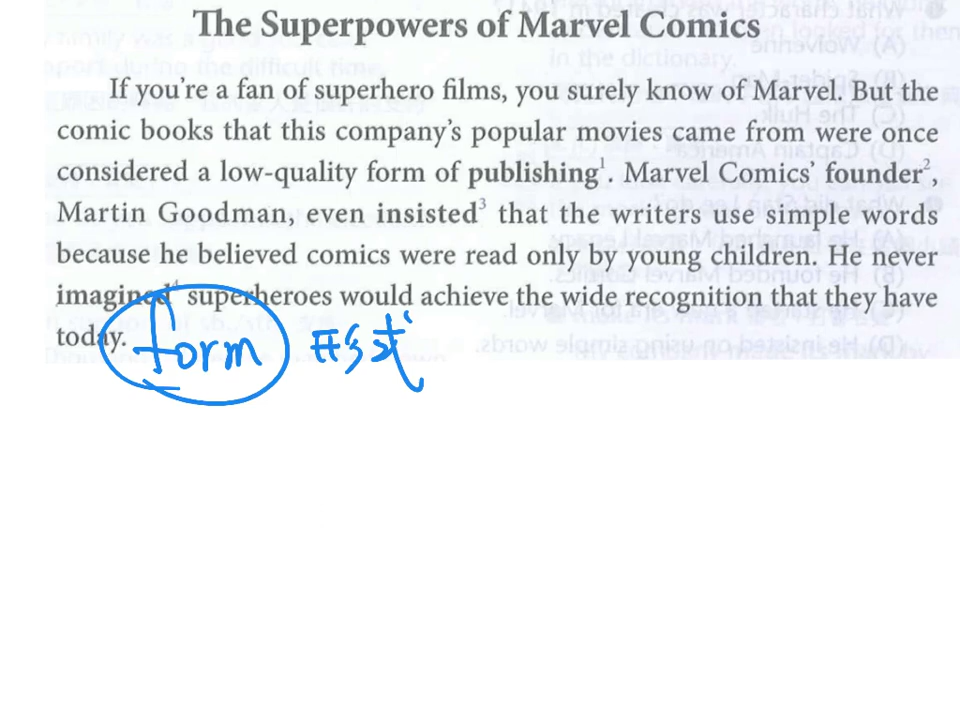 The Superpowers of Marvel Comics
If you're a fan of superhero films, you surely know of Marvel. But the
comic books that this company's popular movies came from were once
considered a low-quality form of publishing¹. Marvel Comics' founder²,
Martin Goodman, even insisted³ that the writers use simple words
because he believed comics were read only by young children. He never
imagined⁴ superheroes would achieve the wide recognition that they have
today.
form 形式